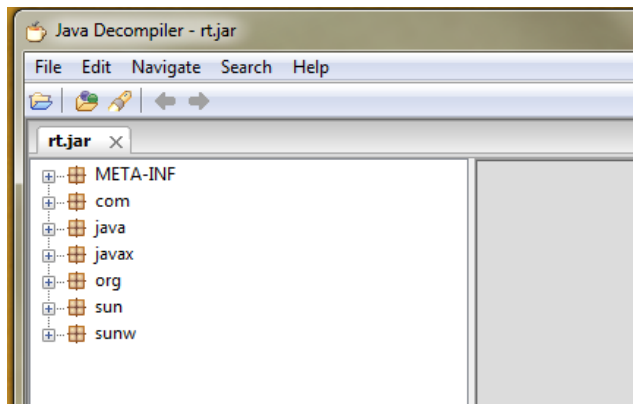 Java Decompiler - rt.jar
File Edit Navigate Search Help
rt.jar
META-INF
com
java
javax
org
sun
sunw